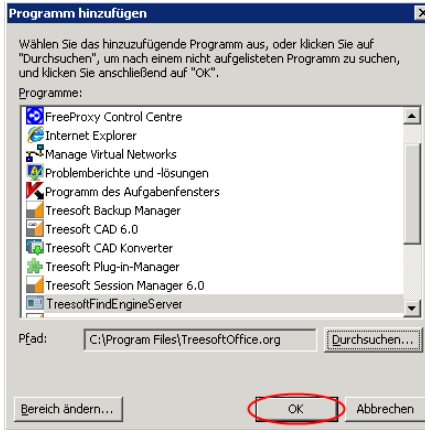 Programm hinzufügen
Wählen Sie das hinzuzufügende Programm aus, oder klicken Sie auf
"Durchsuchen", um nach einem nicht aufgelisteten Programm zu suchen,
und klicken Sie anschließend auf "OK".
Programme:
FreeProxy Control Centre
Internet Explorer
Manage Virtual Networks
Problemberichte und -lösungen
Programm des Aufgabenfensters
Treesoft Backup Manager
Treesoft CAD 6.0
Treesoft CAD Konverter
Treesoft Plug-in-Manager
Treesoft Session Manager 6.0
TreesoftFindEngineServer
Pfad: C:\Program Files\TreesoftOffice.org Durchsuchen...
Bereich ändern... OK Abbrechen